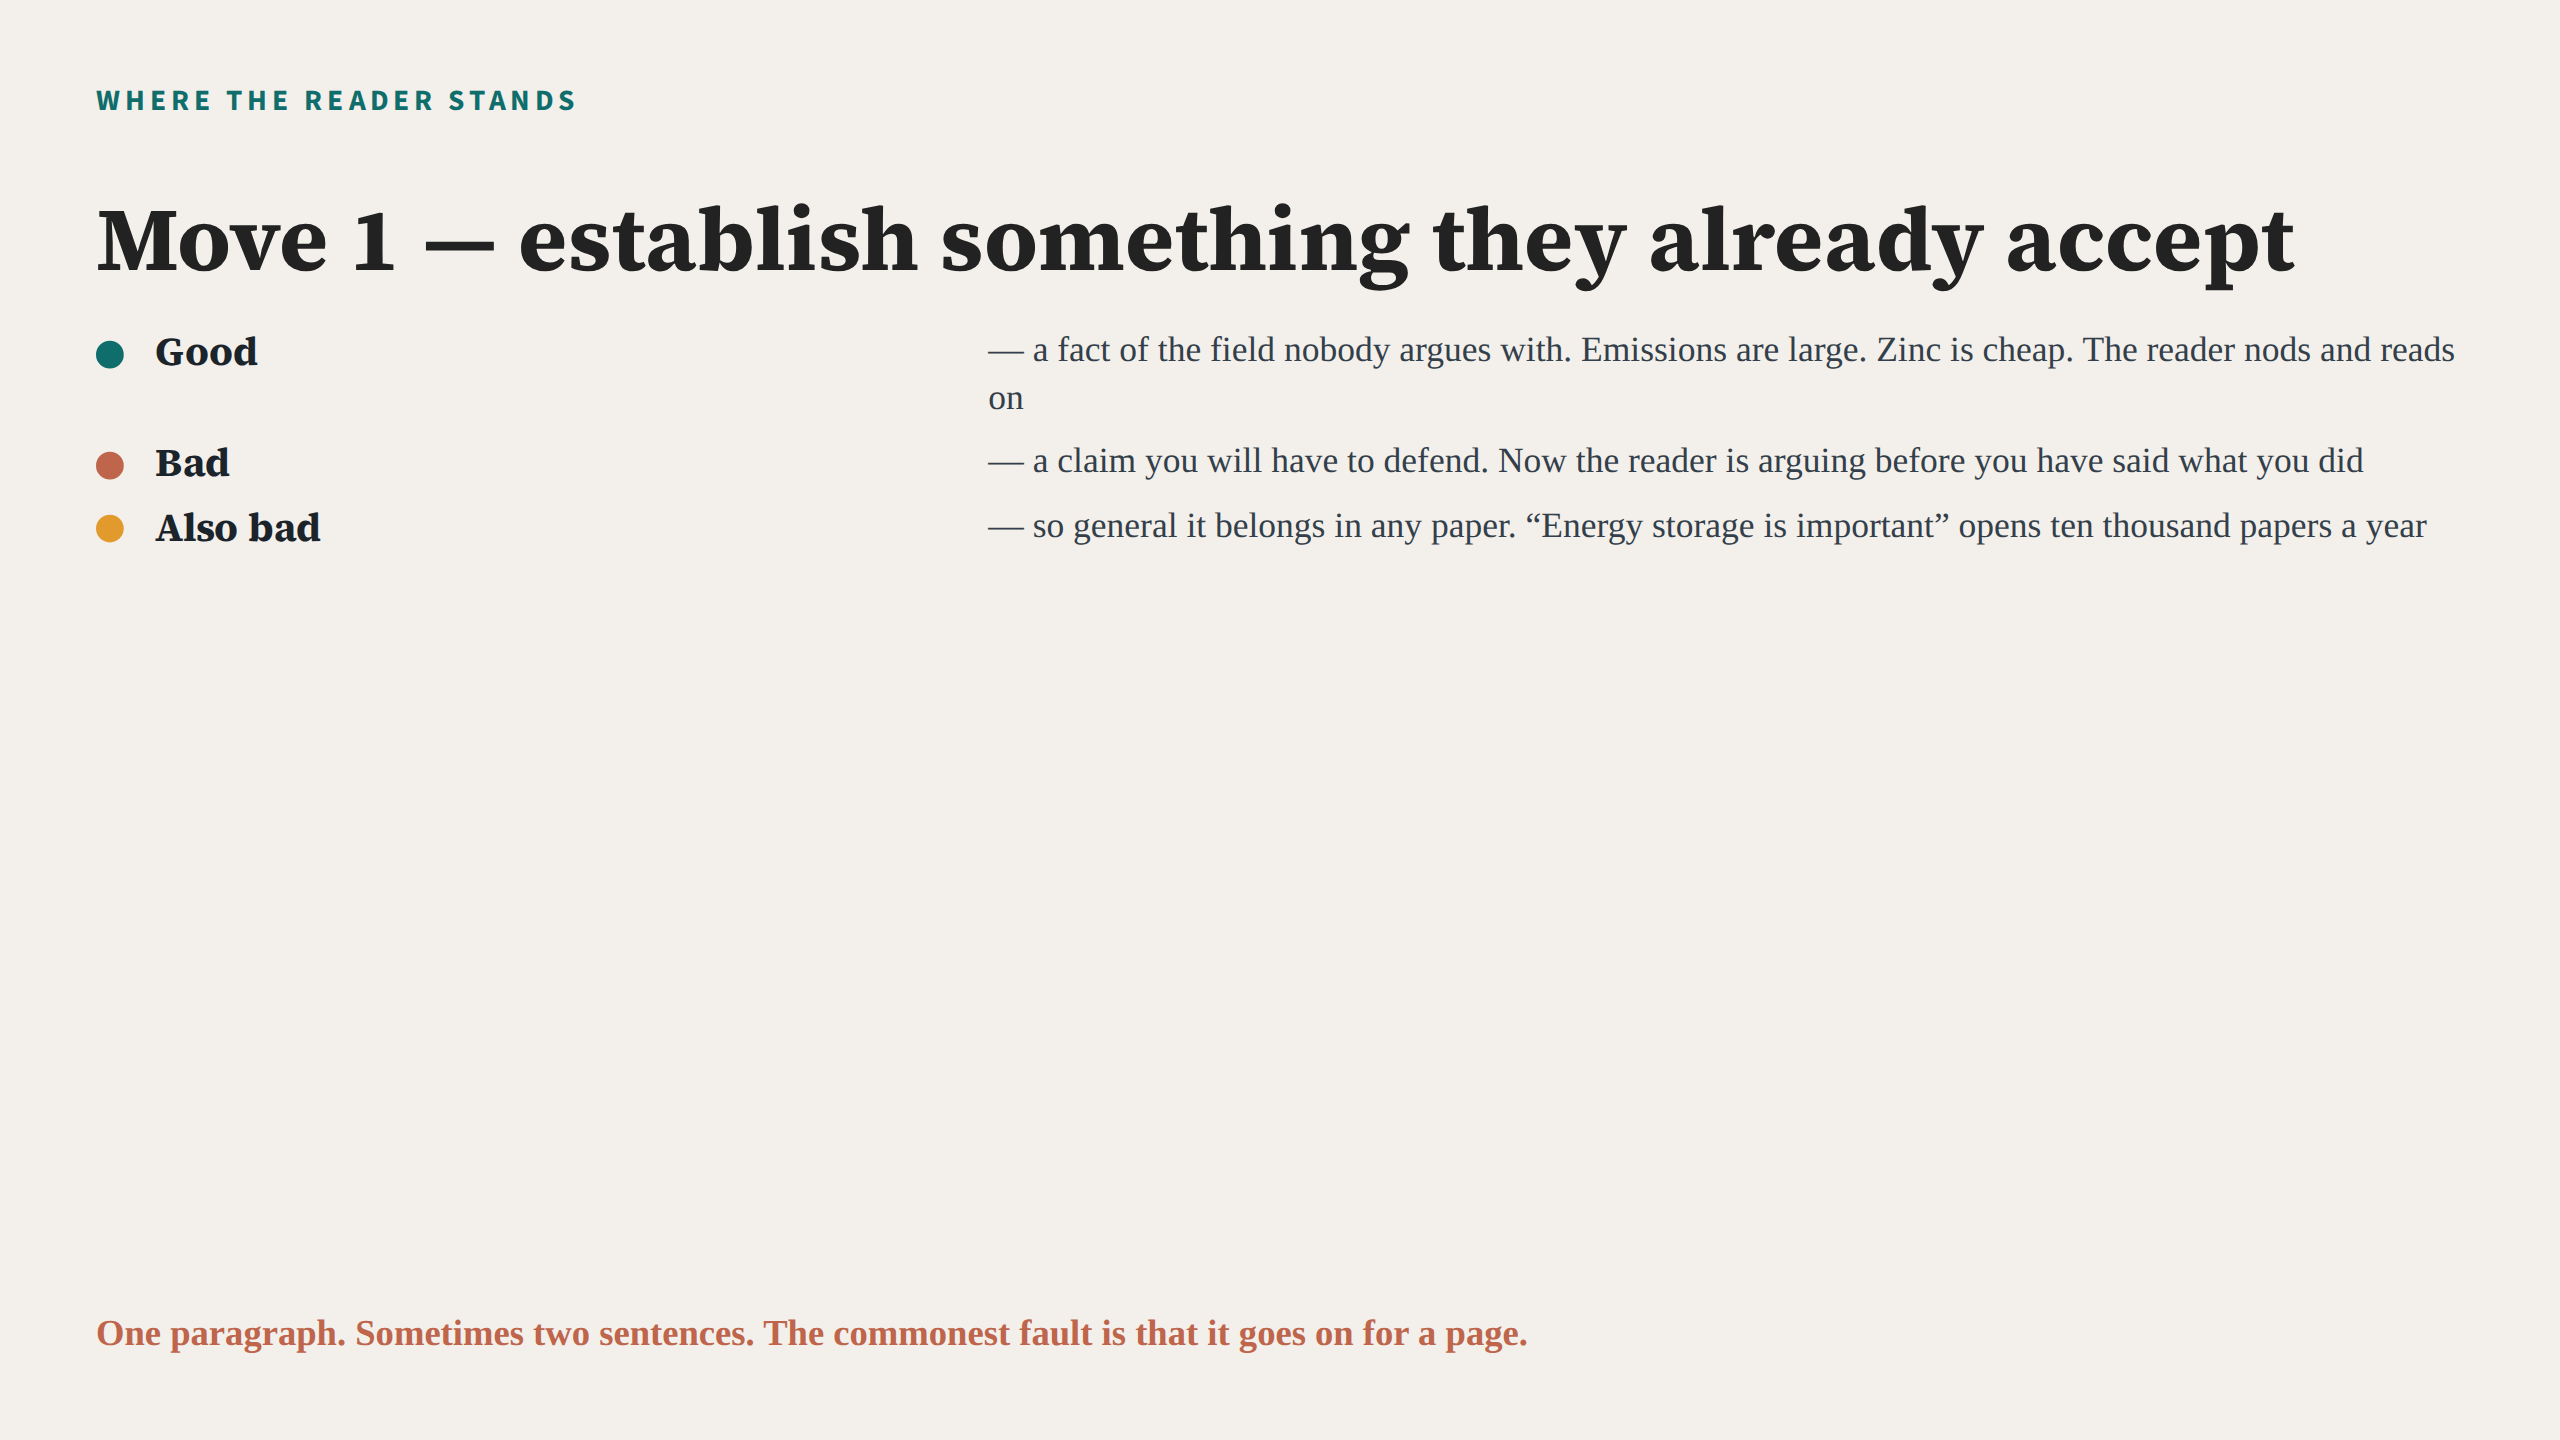 WHERE THE READER STANDS
Move 1 — establish something they already accept
Good
— a fact of the field nobody argues with. Emissions are large. Zinc is cheap. The reader nods and reads
on
Bad
— a claim you will have to defend. Now the reader is arguing before you have said what you did
Also bad
— so general it belongs in any paper. “Energy storage is important” opens ten thousand papers a year
One paragraph. Sometimes two sentences. The commonest fault is that it goes on for a page.